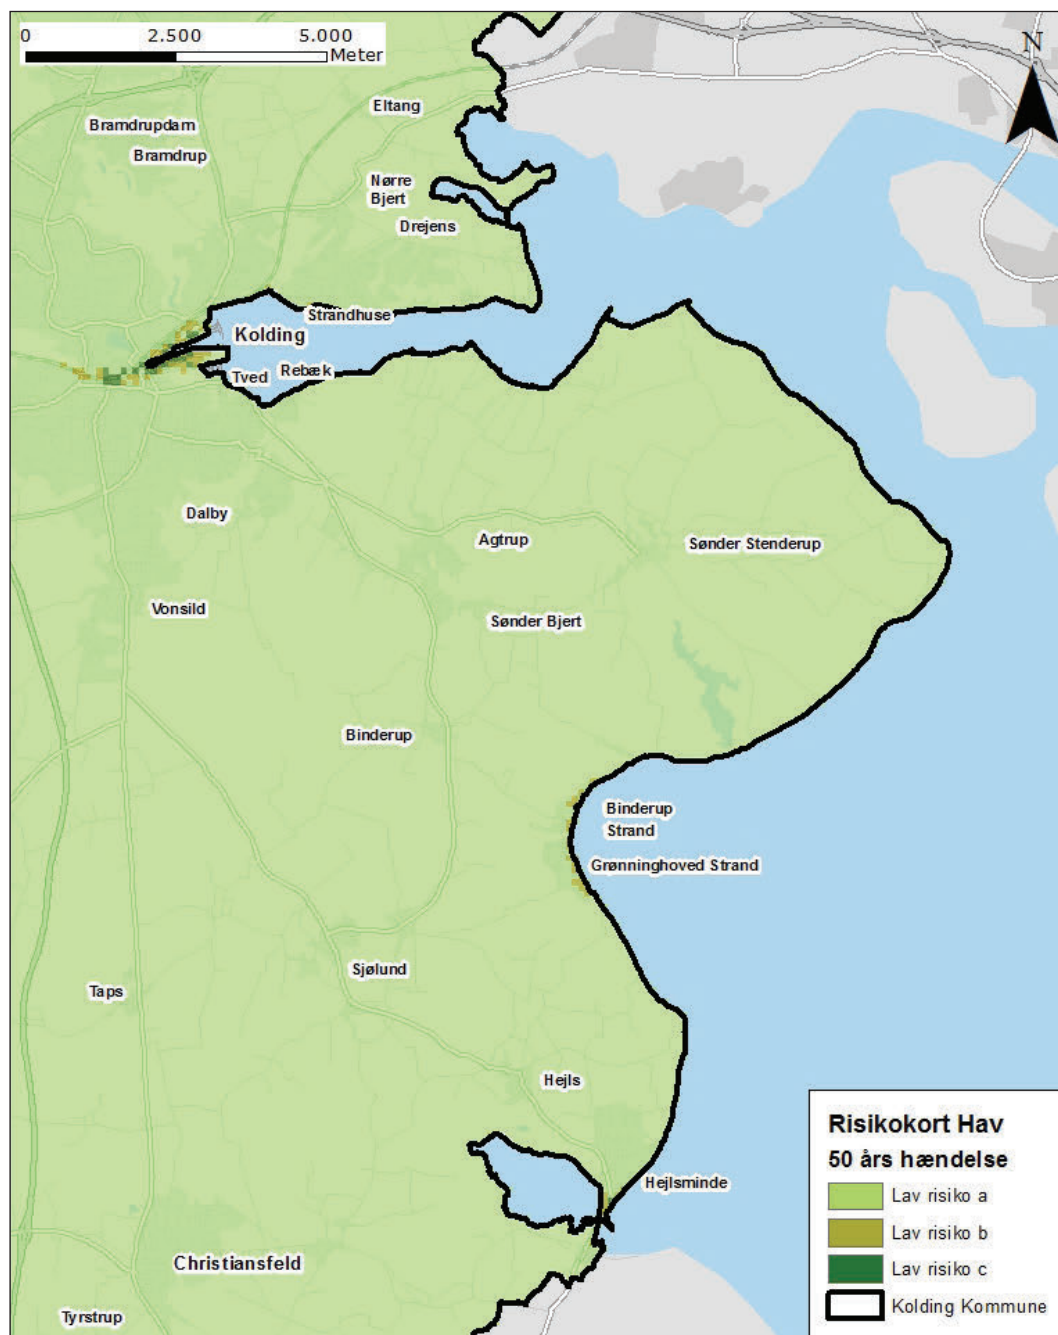 0 2.500 5.000
Meter
N
Eltang
Bramdrupdam
Bramdrup
Nørre
Bjert
Drejens
Strandhuse
Kolding
Rebæk
Tved
Dalby
Agtrup
Sønder Stenderup
Vonsild
Sønder Bjert
Binderup
Binderup
Strand
Grønninghoved Strand
Sjølund
Taps
Hejls
Hejlsminde
Christiansfeld
Tyrstrup
Risikokort Hav
50 års hændelse
Lav risiko a
Lav risiko b
Lav risiko c
Kolding Kommune